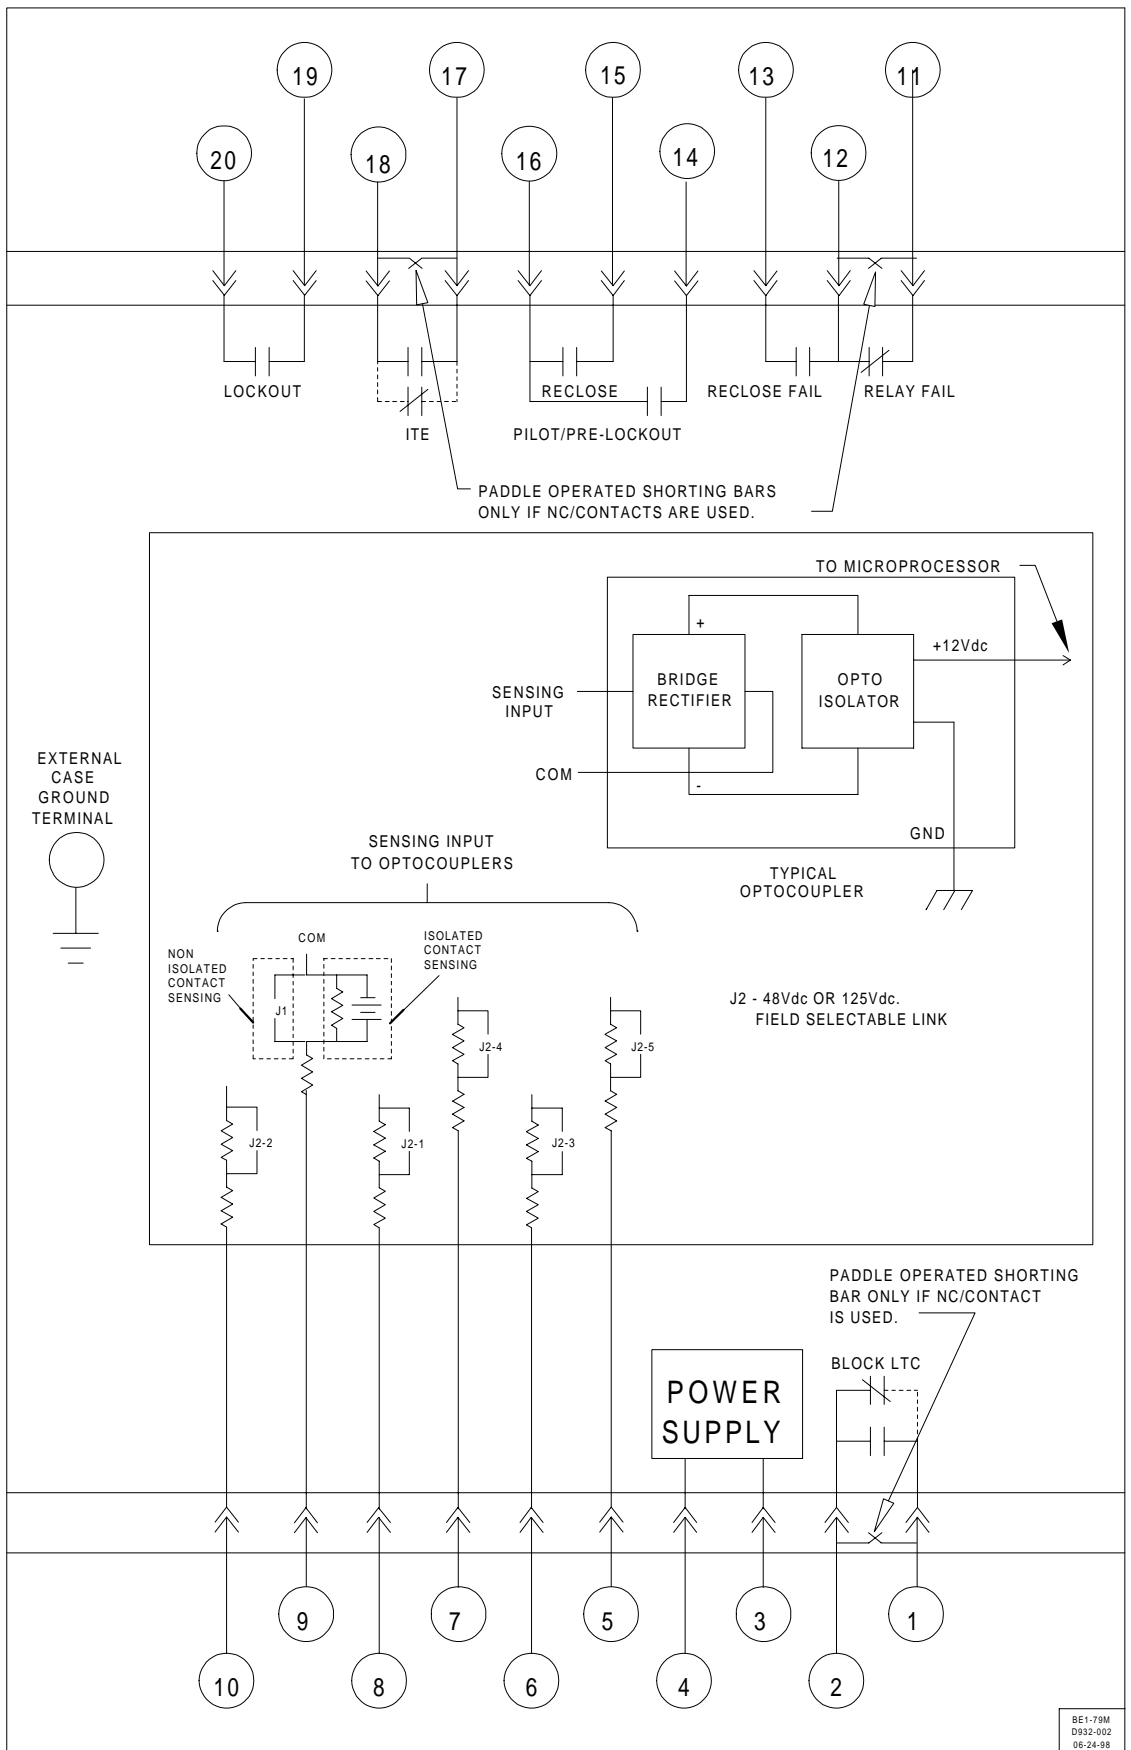 19
17
15
13
11
20
18
16
14
12
LOCKOUT
ITE
RECLOSE
PILOT/PRE-LOCKOUT
RECLOSE FAIL
RELAY FAIL
PADDLE OPERATED SHORTING BARS
ONLY IF NC/CONTACTS ARE USED.
TO MICROPROCESSOR
+
BRIDGE
RECTIFIER
-
OPTO
ISOLATOR
+12Vdc
SENSING
INPUT
COM
GND
TYPICAL
OPTOCOUPLER
EXTERNAL
CASE
GROUND
TERMINAL
SENSING INPUT
TO OPTOCOUPLERS
NON
ISOLATED
CONTACT
SENSING
COM
ISOLATED
CONTACT
SENSING
J1
J2-4
J2-5
J2 - 48Vdc OR 125Vdc.
FIELD SELECTABLE LINK
J2-2
J2-1
J2-3
PADDLE OPERATED SHORTING
BAR ONLY IF NC/CONTACT
IS USED.
POWER
SUPPLY
BLOCK LTC
9
7
5
3
1
10
8
6
4
2
BE1-79M
D932-002
06-24-98